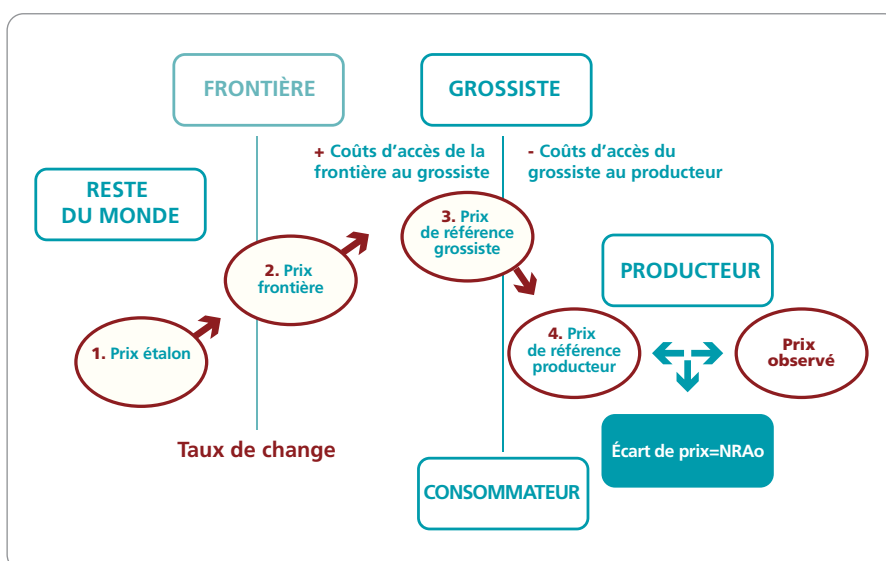 FRONTIÈRE
GROSSISTE
+ Coûts d’accès de la
frontière au grossiste
- Coûts d’accès du
grossiste au producteur
RESTE
DU MONDE
3. Prix
de référence
grossiste
2. Prix
frontière
PRODUCTEUR
1. Prix étalon
4. Prix
de référence
producteur
Prix
observé
Taux de change
Écart de prix=NRAo
CONSOMMATEUR